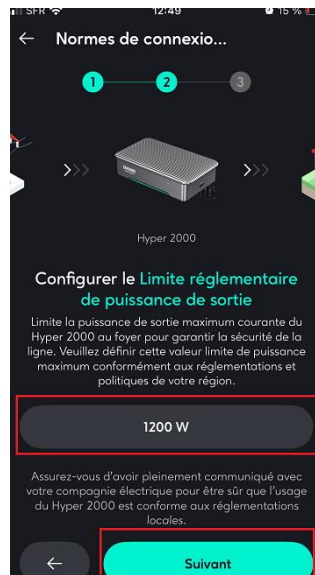 SFR 12:49 15 %
← Normes de connexio...
1 2 3
>>> >>>
Hyper 2000
Configurer le Limite réglementaire
de puissance de sortie
Limite la puissance de sortie maximum courante du
Hyper 2000 au foyer pour garantir la sécurité de la
ligne. Veuillez définir cette valeur limite de puissance
maximum conformément aux réglementations et
politiques de votre région.
1200 W
Assurez-vous d'avoir pleinement communiqué avec
votre compagnie électrique pour être sûr que l'usage
du Hyper 2000 est conforme aux réglementations
locales.
← Suivant